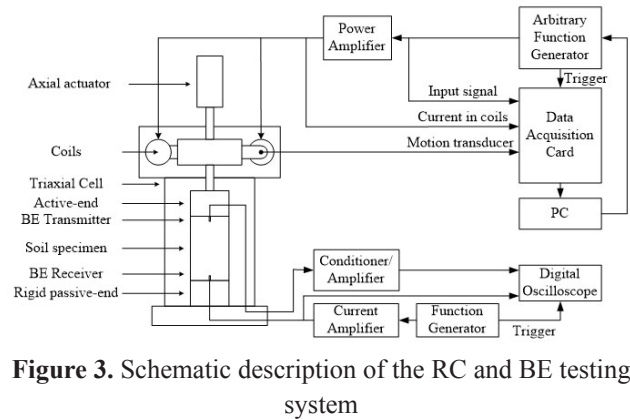 Power
Amplifier
Arbitrary
Function
Generator
Axial actuator
Trigger
Input signal
Current in coils
Data
Acquisition
Card
Coils
Motion transducer
Triaxial Cell
Active-end
BE Transmitter
PC
Soil specimen
Conditioner/
Amplifier
Digital
Oscilloscope
BE Receiver
Rigid passive-end
Current
Amplifier
Function
Generator
Trigger
Figure 3. Schematic description of the RC and BE testing
system